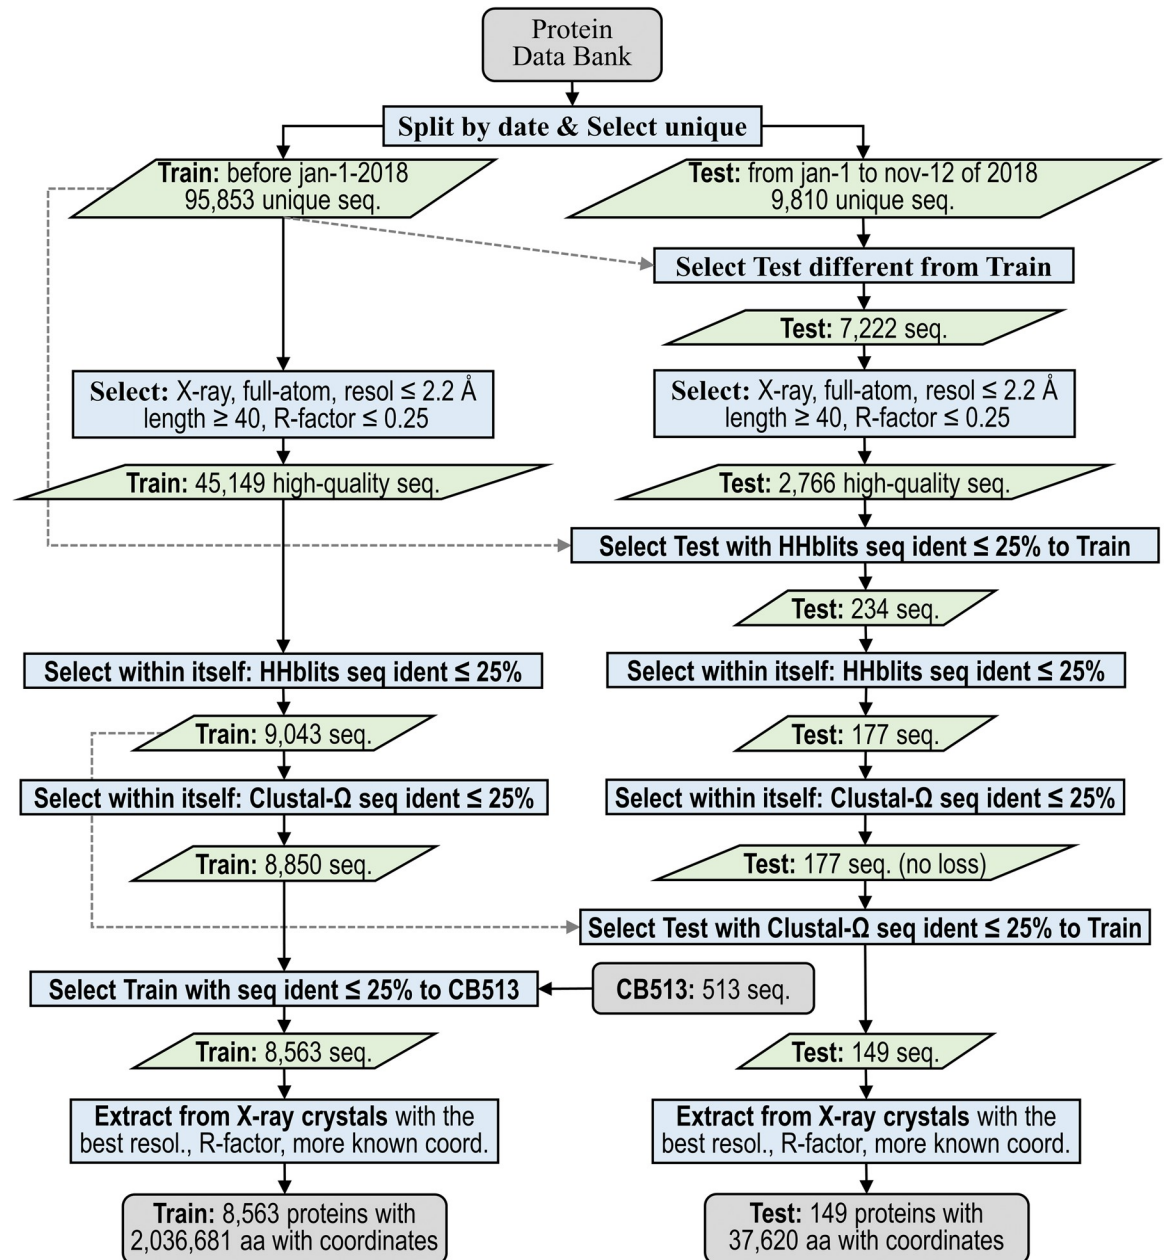 Protein
Data Bank
Split by date & Select unique
Train: before jan-1-2018
95,853 unique seq.
Test: from jan-1 to nov-12 of 2018
9,810 unique seq.
Select Test different from Train
Test: 7,222 seq.
Select: X-ray, full-atom, resol ≤ 2.2 Å
length ≥ 40, R-factor ≤ 0.25
Select: X-ray, full-atom, resol ≤ 2.2 Å
length ≥ 40, R-factor ≤ 0.25
Train: 45,149 high-quality seq.
Test: 2,766 high-quality seq.
Select Test with HHblits seq ident ≤ 25% to Train
Test: 234 seq.
Select within itself: HHblits seq ident ≤ 25%
Select within itself: HHblits seq ident ≤ 25%
Train: 9,043 seq.
Test: 177 seq.
Select within itself: Clustal-Ω seq ident ≤ 25%
Select within itself: Clustal-Ω seq ident ≤ 25%
Train: 8,850 seq.
Test: 177 seq. (no loss)
Select Test with Clustal-Ω seq ident ≤ 25% to Train
Select Train with seq ident ≤ 25% to CB513
CB513: 513 seq.
Train: 8,563 seq.
Test: 149 seq.
Extract from X-ray crystals with the
best resol., R-factor, more known coord.
Extract from X-ray crystals with the
best resol., R-factor, more known coord.
Train: 8,563 proteins with
2,036,681 aa with coordinates
Test: 149 proteins with
37,620 aa with coordinates